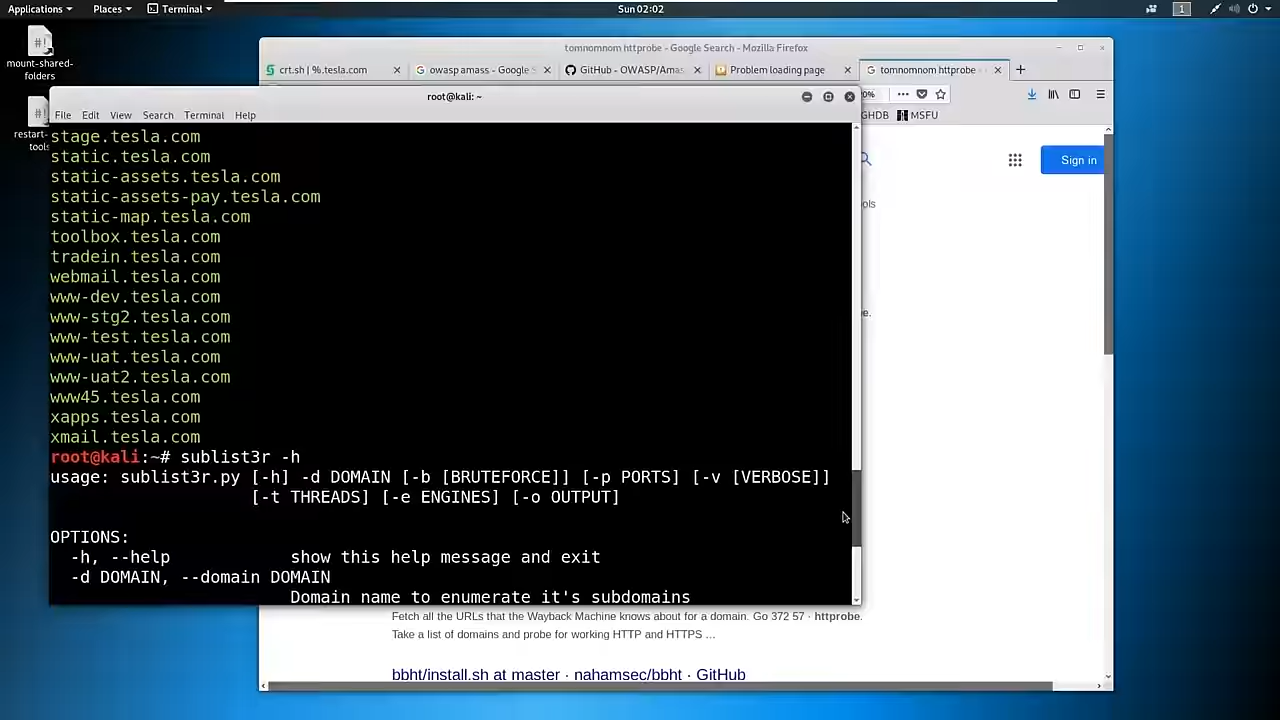 Applications
Places
Terminal
Sun 02:02
1
mount-shared-
folders
restart-
tools
tomnomnom httprobe - Google Search - Mozilla Firefox
crt.sh | %.tesla.com
owasp amass - Google S
GitHub - OWASP/Amas
Problem loading page
tomnomnom httprobe -
0%
GHDB
MSFU
Sign in
ools
e.
root@kali: ~
File Edit View Search Terminal Help
stage.tesla.com
static.tesla.com
static-assets.tesla.com
static-assets-pay.tesla.com
static-map.tesla.com
toolbox.tesla.com
tradein.tesla.com
webmail.tesla.com
www-dev.tesla.com
www-stg2.tesla.com
www-test.tesla.com
www-uat.tesla.com
www-uat2.tesla.com
www45.tesla.com
xapps.tesla.com
xmail.tesla.com
root@kali:~# sublist3r -h
usage: sublist3r.py [-h] -d DOMAIN [-b [BRUTEFORCE]] [-p PORTS] [-v [VERBOSE]]
[-t THREADS] [-e ENGINES] [-o OUTPUT]
OPTIONS:
-h, --help show this help message and exit
-d DOMAIN, --domain DOMAIN
Domain name to enumerate it's subdomains
Fetch all the URLs that the Wayback Machine knows about for a domain. Go 372 57 · httprobe.
Take a list of domains and probe for working HTTP and HTTPS ...
bbht/install.sh at master · nahamsec/bbht · GitHub